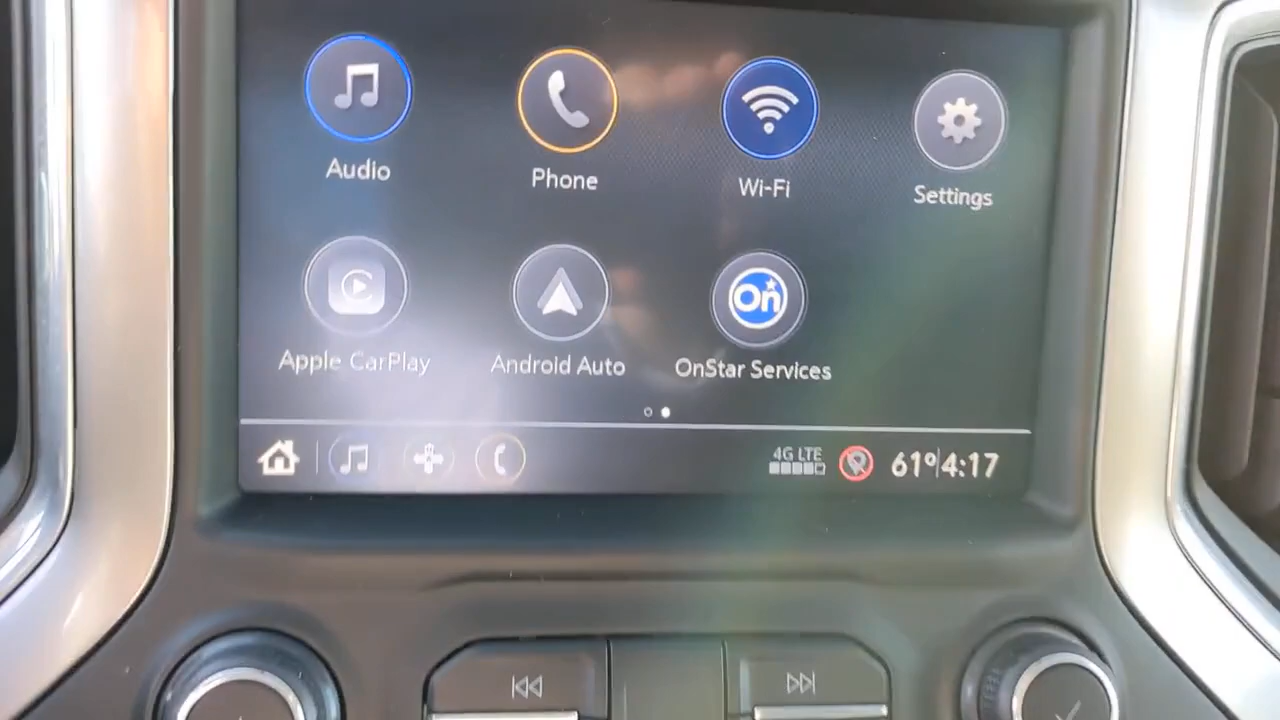 Audio
Phone
Wi-Fi
Settings
Apple CarPlay
Android Auto
On
OnStar Services
4G LTE
61° 4:17